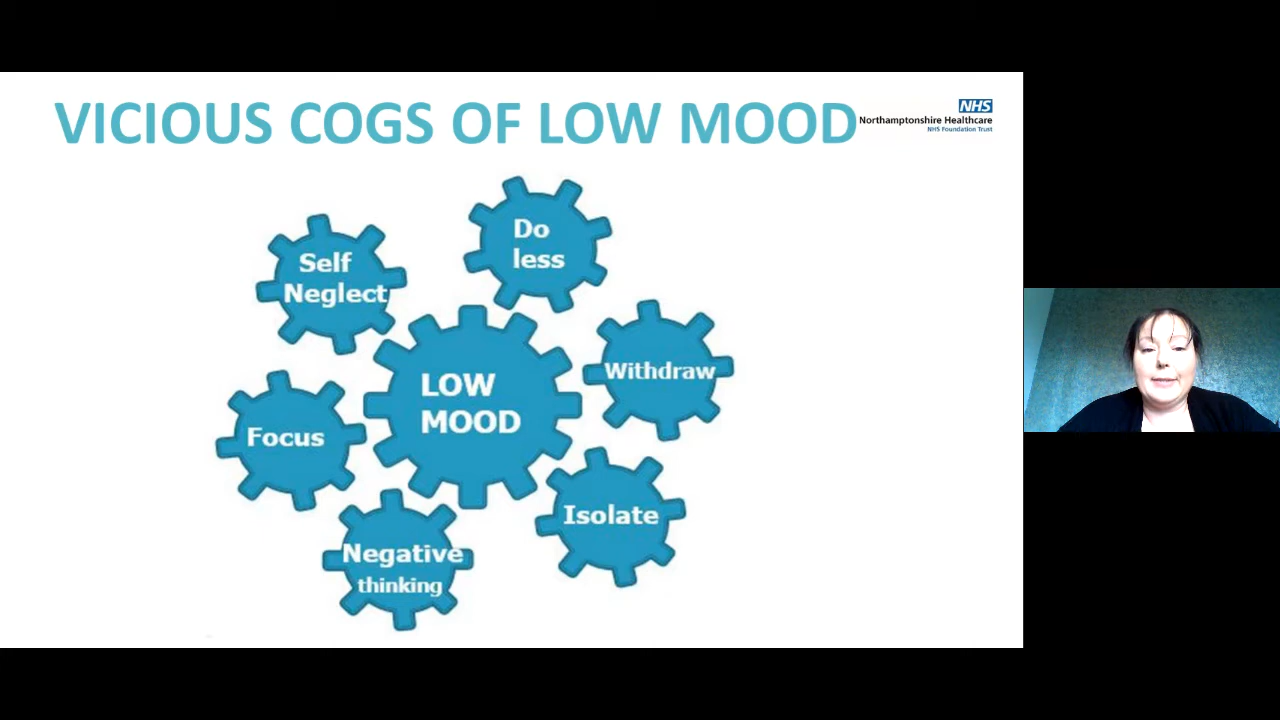 VICIOUS COGS OF LOW MOOD
NHS
Northamptonshire Healthcare
NHS Foundation Trust
Do
less
Self
Neglect
Withdraw
LOW
MOOD
Focus
Isolate
Negative
thinking